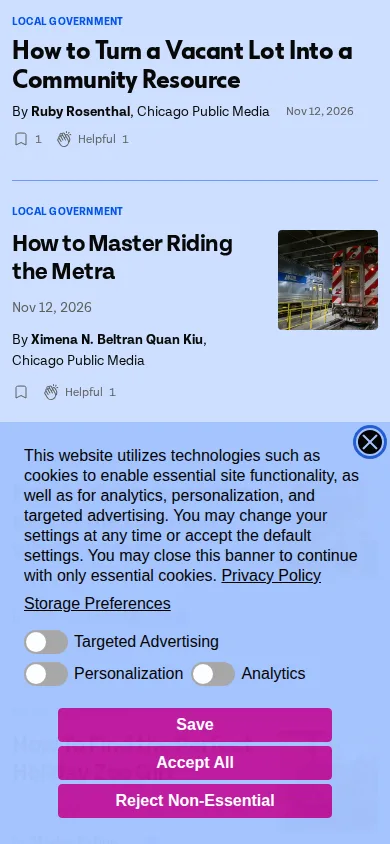 LOCAL GOVERNMENT
How to Turn a Vacant Lot Into a
Community Resource
By Ruby Rosenthal, Chicago Public Media Nov 12, 2026
1 Helpful 1
LOCAL GOVERNMENT
How to Master Riding
the Metra
Nov 12, 2026
By Ximena N. Beltran Quan Kiu,
Chicago Public Media
Helpful 1
This website utilizes technologies such as
cookies to enable essential site functionality, as
well as for analytics, personalization, and
targeted advertising. You may change your
settings at any time or accept the default
settings. You may close this banner to continue
with only essential cookies. Privacy Policy
Storage Preferences
Targeted Advertising
Personalization Analytics
Save
Accept All
Reject Non-Essential